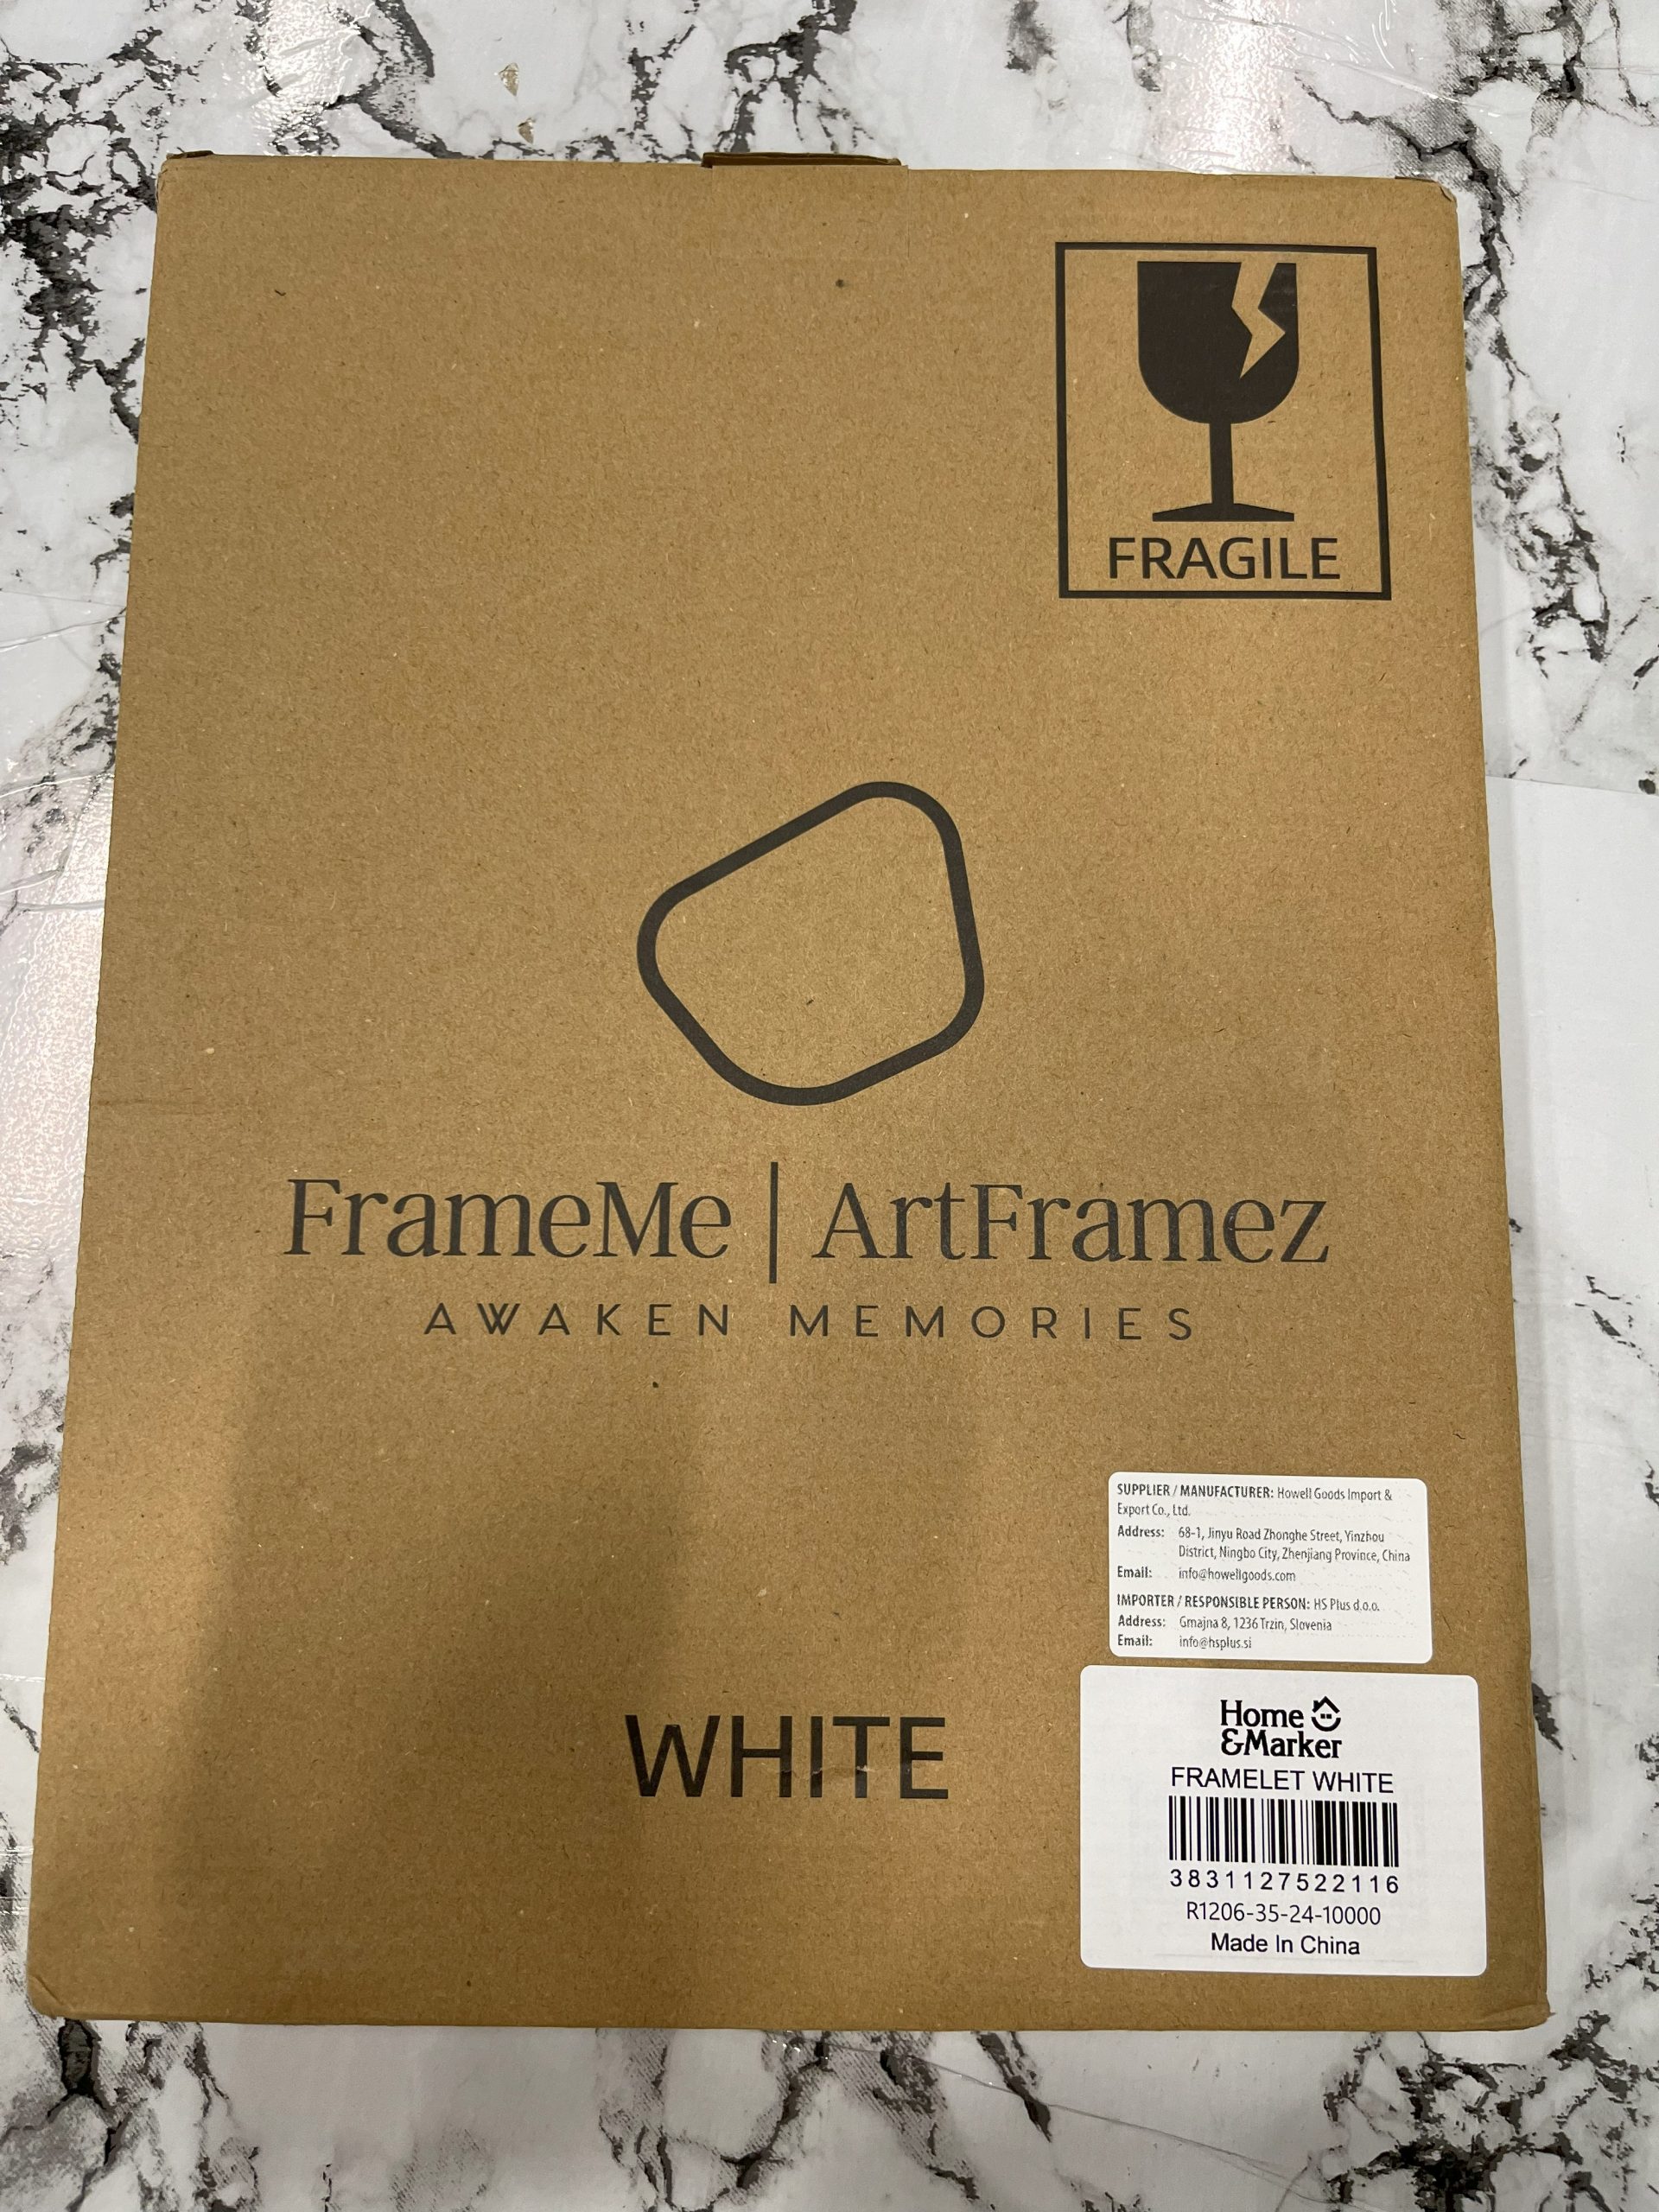 FRAGILE
FrameMe | ArtFramez
AWAKEN MEMORIES
SUPPLIER / MANUFACTURER: Howell Goods Import &
Export Co., Ltd.
Address: 68-1, Jinyu Road Zhonghe Street, Yinzhou
District, Ningbo City, Zhenjiang Province, China
Email: info@howellgoods.com
IMPORTER / RESPONSIBLE PERSON: HS Plus d.o.o.
Address: Gmajna 8, 1236 Trzin, Slovenia
Email: info@hsplus.si
WHITE
Home
&Marker
FRAMELET WHITE
3831127522116
R1206-35-24-10000
Made In China